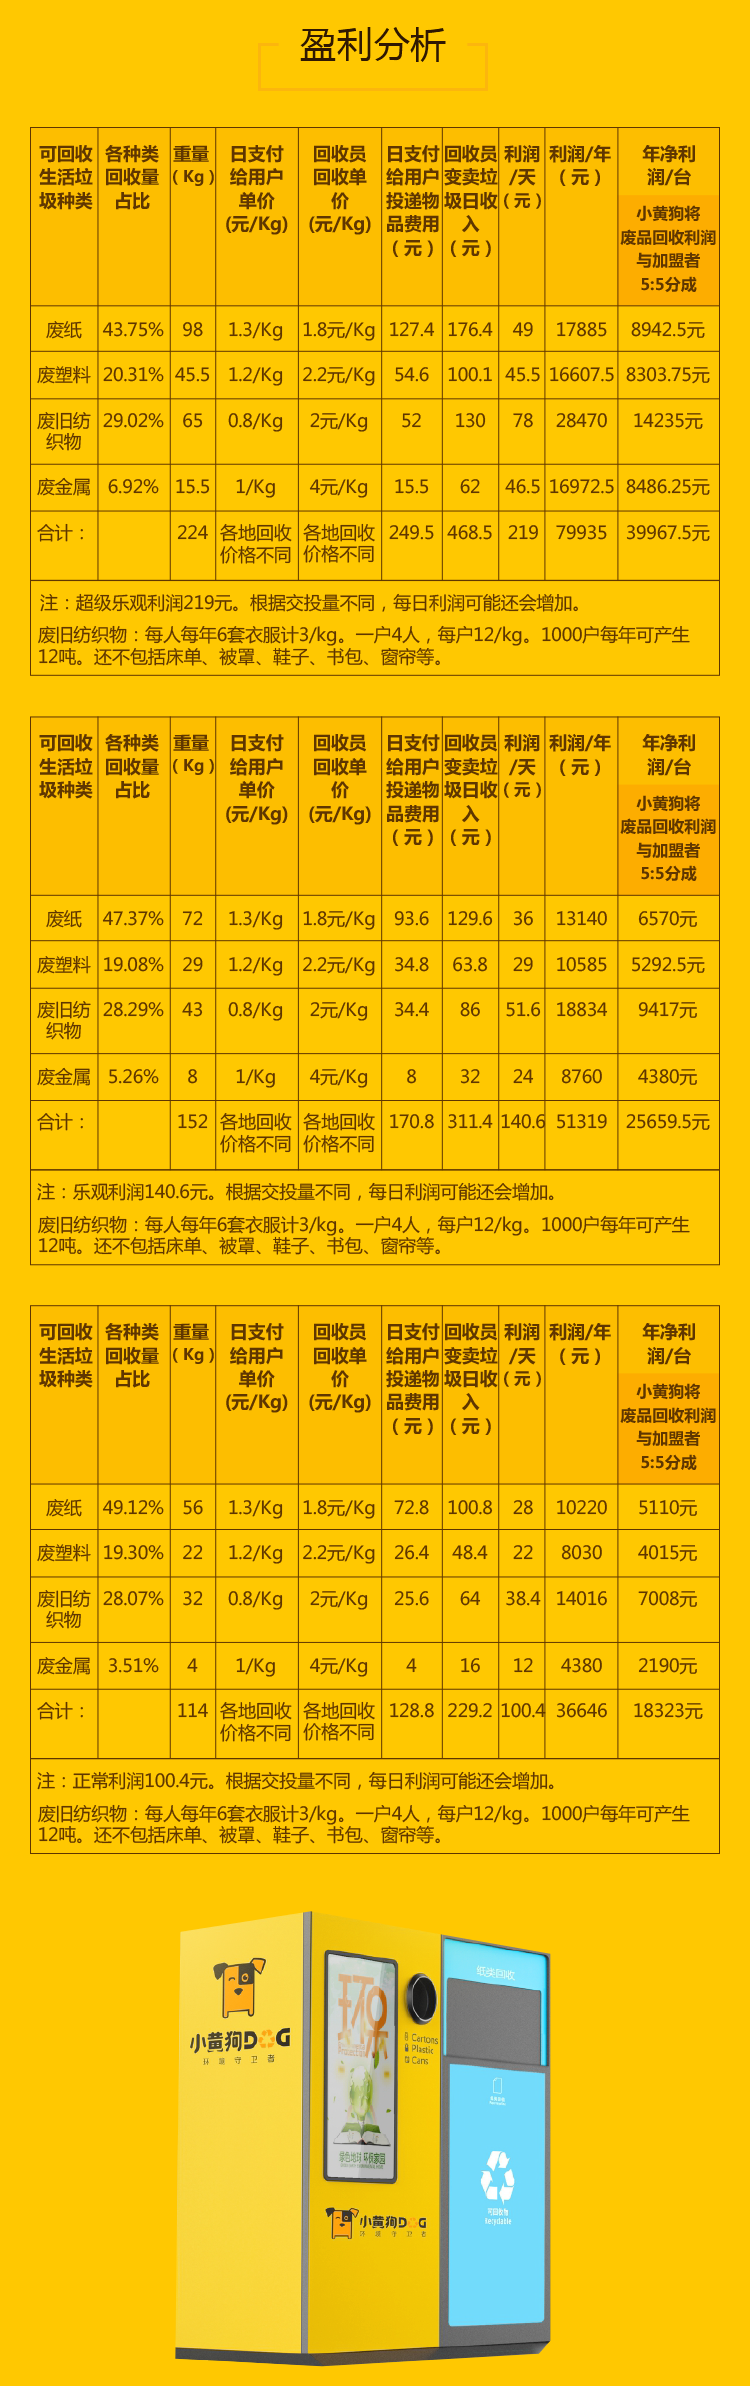 盈利分析
可回收生活垃圾种类 各种类回收量占比 重量（Kg） 日支付给用户单价(元/Kg) 回收员回收单价(元/Kg) 日支付给用户投递物品费用（元） 回收员变卖垃圾日收入（元） 利润/天（元） 利润/年（元） 年净利润/台 小黄狗将废品回收利润与加盟者5:5分成
废纸 43.75% 98 1.3/Kg 1.8元/Kg 127.4 176.4 49 17885 8942.5元
废塑料 20.31% 45.5 1.2/Kg 2.2元/Kg 54.6 100.1 45.5 16607.5 8303.75元
废旧纺织物 29.02% 65 0.8/Kg 2元/Kg 52 130 78 28470 14235元
废金属 6.92% 15.5 1/Kg 4元/Kg 15.5 62 46.5 16972.5 8486.25元
合计： 224 各地回收价格不同 各地回收价格不同 249.5 468.5 219 79935 39967.5元
注：超级乐观利润219元。根据交投量不同，每日利润可能还会增加。
废旧纺织物：每人每年6套衣服计3/kg。一户4人，每户12/kg。1000户每年可产生
12吨。还不包括床单、被罩、鞋子、书包、窗帘等。
可回收生活垃圾种类 各种类回收量占比 重量（Kg） 日支付给用户单价(元/Kg) 回收员回收单价(元/Kg) 日支付给用户投递物品费用（元） 回收员变卖垃圾日收入（元） 利润/天（元） 利润/年（元） 年净利润/台 小黄狗将废品回收利润与加盟者5:5分成
废纸 47.37% 72 1.3/Kg 1.8元/Kg 93.6 129.6 36 13140 6570元
废塑料 19.08% 29 1.2/Kg 2.2元/Kg 34.8 63.8 29 10585 5292.5元
废旧纺织物 28.29% 43 0.8/Kg 2元/Kg 34.4 86 51.6 18834 9417元
废金属 5.26% 8 1/Kg 4元/Kg 8 32 24 8760 4380元
合计： 152 各地回收价格不同 各地回收价格不同 170.8 311.4 140.6 51319 25659.5元
注：乐观利润140.6元。根据交投量不同，每日利润可能还会增加。
废旧纺织物：每人每年6套衣服计3/kg。一户4人，每户12/kg。1000户每年可产生
12吨。还不包括床单、被罩、鞋子、书包、窗帘等。
可回收生活垃圾种类 各种类回收量占比 重量（Kg） 日支付给用户单价(元/Kg) 回收员回收单价(元/Kg) 日支付给用户投递物品费用（元） 回收员变卖垃圾日收入（元） 利润/天（元） 利润/年（元） 年净利润/台 小黄狗将废品回收利润与加盟者5:5分成
废纸 49.12% 56 1.3/Kg 1.8元/Kg 72.8 100.8 28 10220 5110元
废塑料 19.30% 22 1.2/Kg 2.2元/Kg 26.4 48.4 22 8030 4015元
废旧纺织物 28.07% 32 0.8/Kg 2元/Kg 25.6 64 38.4 14016 7008元
废金属 3.51% 4 1/Kg 4元/Kg 4 16 12 4380 2190元
合计： 114 各地回收价格不同 各地回收价格不同 128.8 229.2 100.4 36646 18323元
注：正常利润100.4元。根据交投量不同，每日利润可能还会增加。
废旧纺织物：每人每年6套衣服计3/kg。一户4人，每户12/kg。1000户每年可产生
12吨。还不包括床单、被罩、鞋子、书包、窗帘等。
纸类回收
小黄狗DOG
环 境 守 卫 者
环保
Cartons
Plastic
Cans
绿色地球 环保家园
可回收物
Recyclable
小黄狗DOG
环 境 守 卫 者